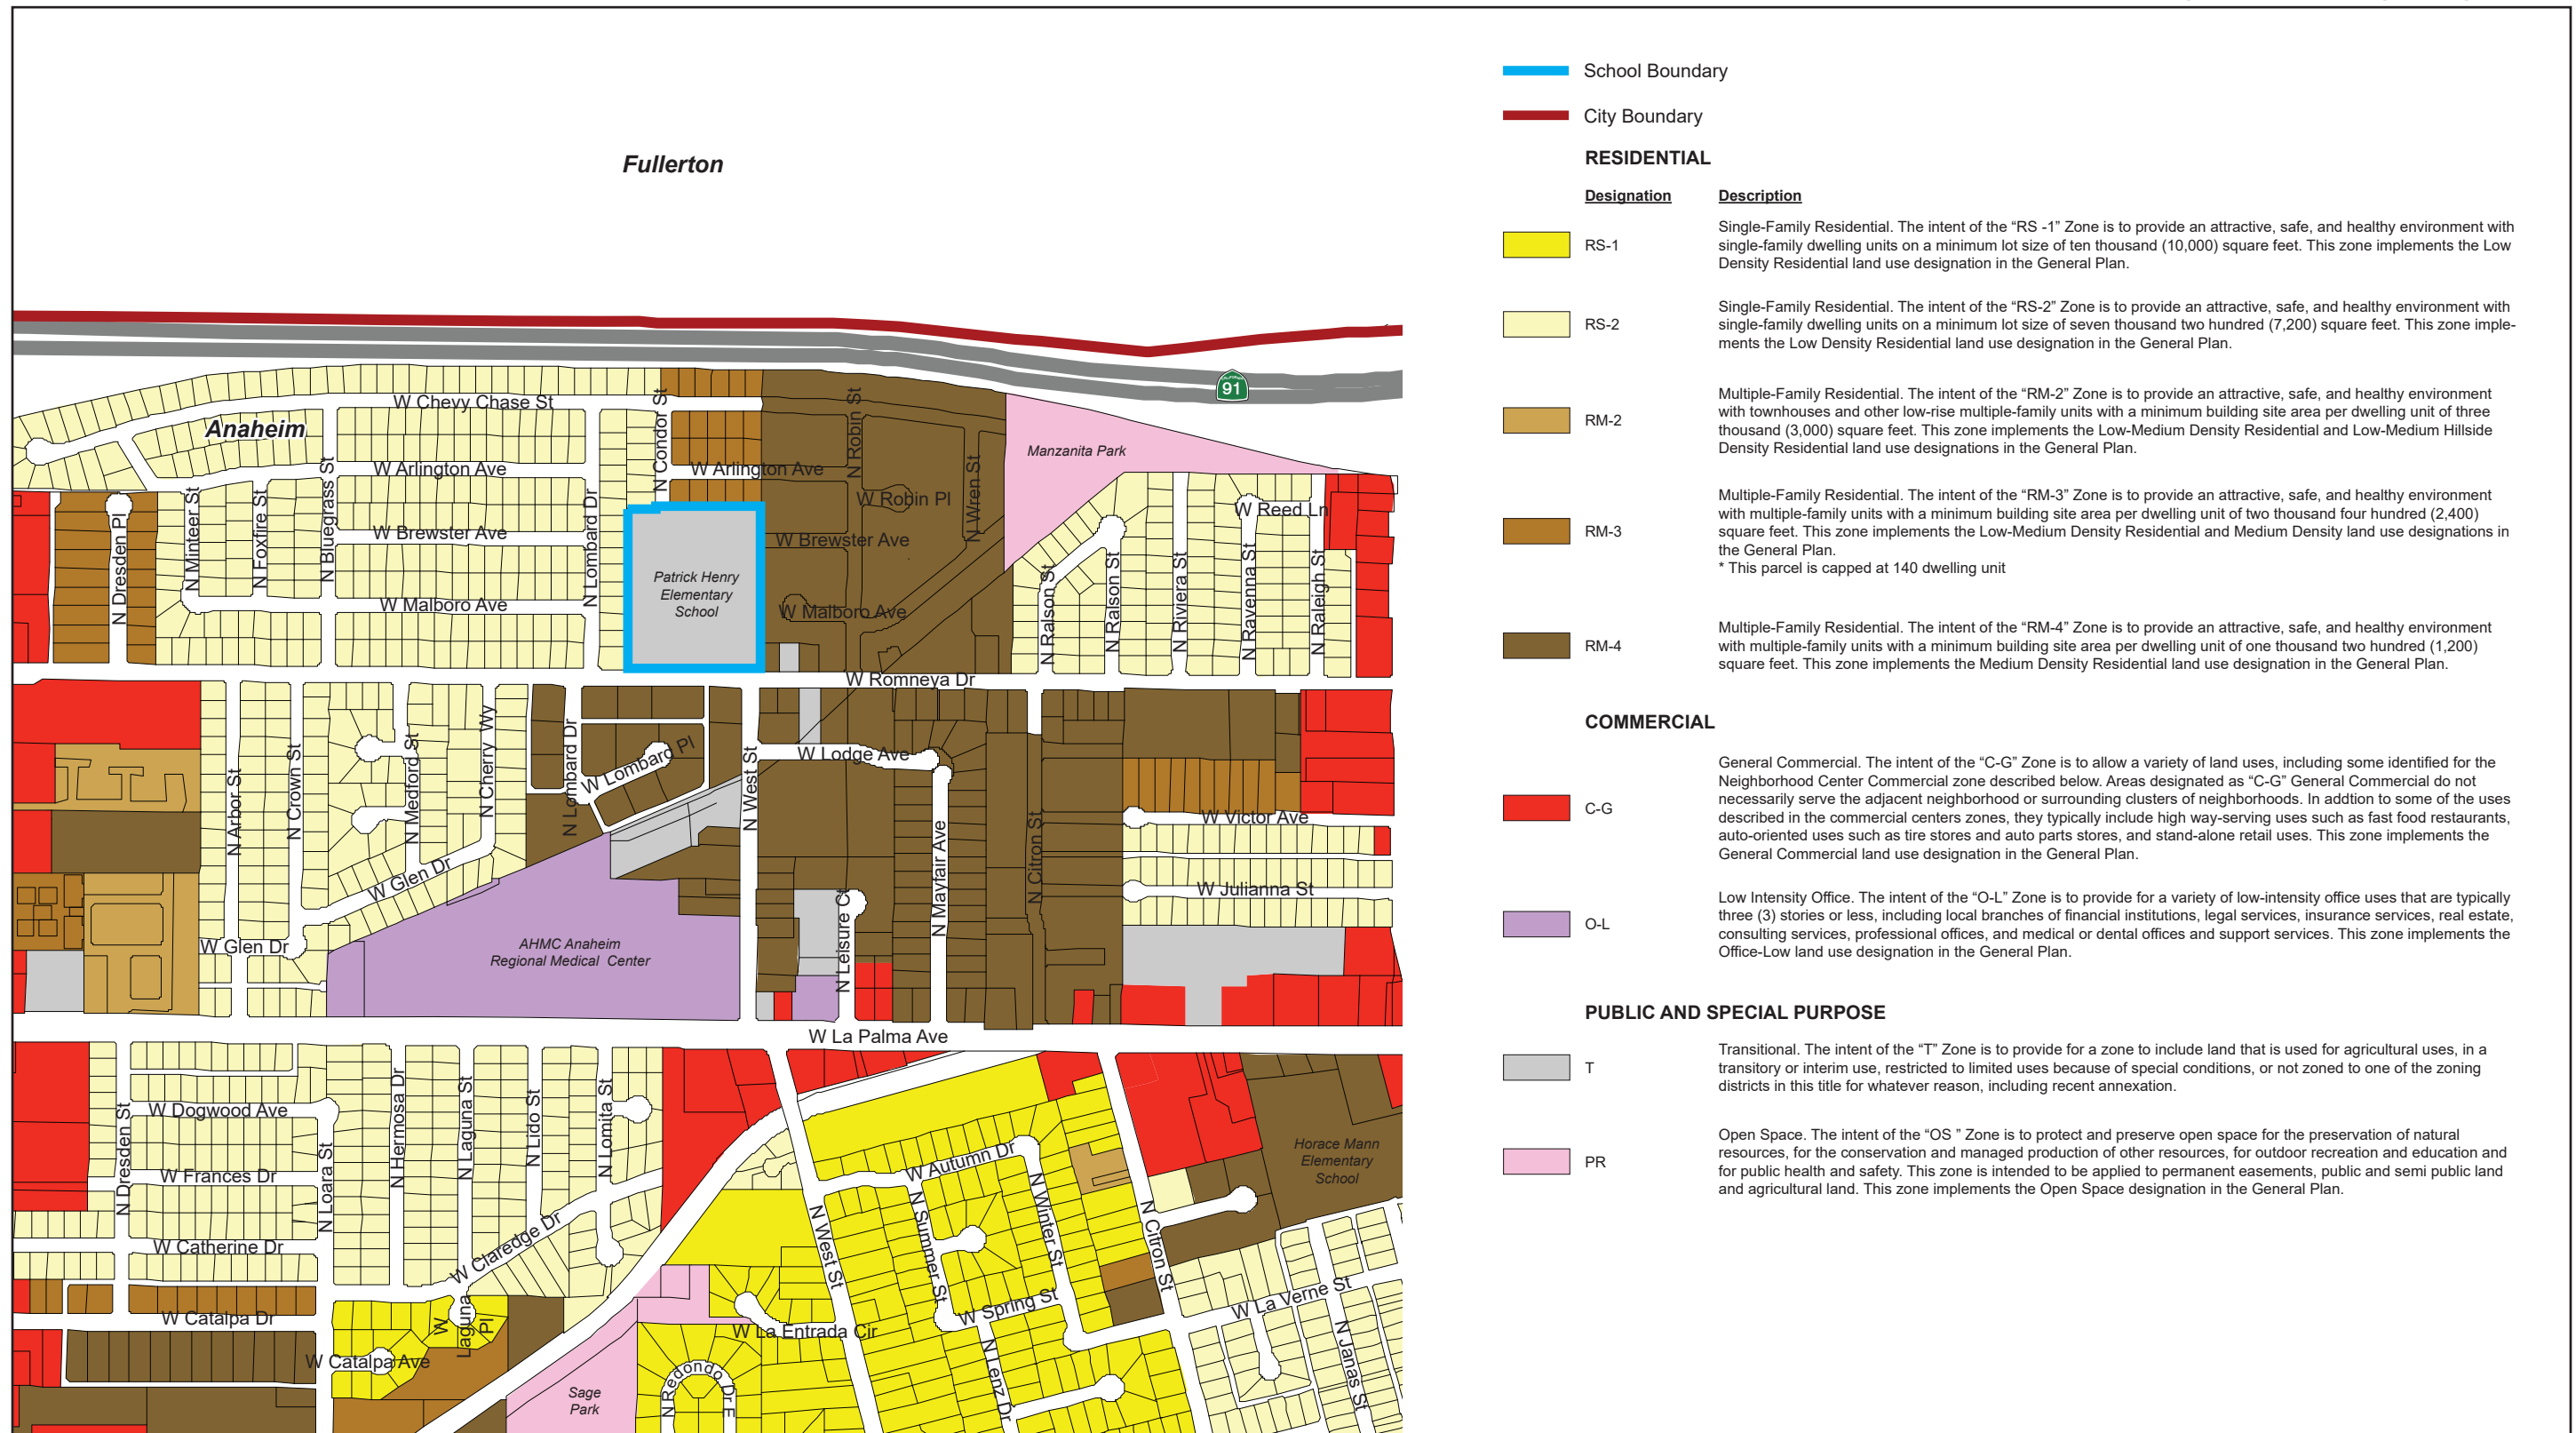 Fullerton
91
W Chevy Chase St
Anaheim
N Condor St
N Robin St
Manzanita Park
W Arlington Ave
W Arlington Ave
N Wren St
W Robin Pl
W Reed Ln
N Dresden Pl
N Minteer St
N Foxfire St
N Bluegrass St
W Brewster Ave
N Lombard Dr
W Brewster Ave
Patrick Henry
Elementary
School
N Ralson St
N Ralson St
N Riviera St
N Ravenna St
N Raleigh St
W Malboro Ave
W Malboro Ave
W Romneya Dr
N Arbor St
N Crown St
N Medford St
N Cherry Wy
N Lombard Dr
W Lombard Pl
N West St
W Lodge Ave
N Mayfair Ave
N Citron St
W Victor Ave
W Glen Dr
W Julianna St
N Leisure Ct
W Glen Dr
AHMC Anaheim
Regional Medical Center
W La Palma Ave
W Dogwood Ave
N Dresden St
N Loara St
N Hermosa Dr
N Laguna St
N Lido St
N Lomita St
W Frances Dr
W Autumn Dr
Horace Mann
Elementary
School
W Catherine Dr
W Claredge Dr
N West St
N Summer St
N Winter St
N Citron St
W Catalpa Dr
W
Laguna
Pl
W La Entrada Cir
W Spring St
W La Verne St
W Catalpa Ave
N Redondo Dr E
N Lenz Dr
N Janas St
Sage
Park
School Boundary
City Boundary
RESIDENTIAL
Designation Description
RS-1
Single-Family Residential. The intent of the “RS -1” Zone is to provide an attractive, safe, and healthy environment with
single-family dwelling units on a minimum lot size of ten thousand (10,000) square feet. This zone implements the Low
Density Residential land use designation in the General Plan.
RS-2
Single-Family Residential. The intent of the “RS-2” Zone is to provide an attractive, safe, and healthy environment with
single-family dwelling units on a minimum lot size of seven thousand two hundred (7,200) square feet. This zone imple-
ments the Low Density Residential land use designation in the General Plan.
RM-2
Multiple-Family Residential. The intent of the “RM-2” Zone is to provide an attractive, safe, and healthy environment
with townhouses and other low-rise multiple-family units with a minimum building site area per dwelling unit of three
thousand (3,000) square feet. This zone implements the Low-Medium Density Residential and Low-Medium Hillside
Density Residential land use designations in the General Plan.
RM-3
Multiple-Family Residential. The intent of the “RM-3” Zone is to provide an attractive, safe, and healthy environment
with multiple-family units with a minimum building site area per dwelling unit of two thousand four hundred (2,400)
square feet. This zone implements the Low-Medium Density Residential and Medium Density land use designations in
the General Plan.
* This parcel is capped at 140 dwelling unit
RM-4
Multiple-Family Residential. The intent of the “RM-4” Zone is to provide an attractive, safe, and healthy environment
with multiple-family units with a minimum building site area per dwelling unit of one thousand two hundred (1,200)
square feet. This zone implements the Medium Density Residential land use designation in the General Plan.
COMMERCIAL
C-G
General Commercial. The intent of the “C-G” Zone is to allow a variety of land uses, including some identified for the
Neighborhood Center Commercial zone described below. Areas designated as “C-G” General Commercial do not
necessarily serve the adjacent neighborhood or surrounding clusters of neighborhoods. In addton to some of the uses
described in the commercial centers zones, they typically include high way-serving uses such as fast food restaurants,
auto-oriented uses such as tire stores and auto parts stores, and stand-alone retail uses. This zone implements the
General Commercial land use designation in the General Plan.
O-L
Low Intensity Office. The intent of the “O-L” Zone is to provide for a variety of low-intensity office uses that are typically
three (3) stories or less, including local branches of financial institutions, legal services, insurance services, real estate,
consulting services, professional offices, and medical or dental offices and support services. This zone implements the
Office-Low land use designation in the General Plan.
PUBLIC AND SPECIAL PURPOSE
T
Transitional. The intent of the “T” Zone is to provide for a zone to include land that is used for agricultural uses, in a
transitory or interim use, restricted to limited uses because of special conditions, or not zoned to one of the zoning
districts in this title for whatever reason, including recent annexation.
PR
Open Space. The intent of the “OS ” Zone is to protect and preserve open space for the preservation of natural
resources, for the conservation and managed production of other resources, for outdoor recreation and education and
for public health and safety. This zone is intended to be applied to permanent easements, public and semi public land
and agricultural land. This zone implements the Open Space designation in the General Plan.